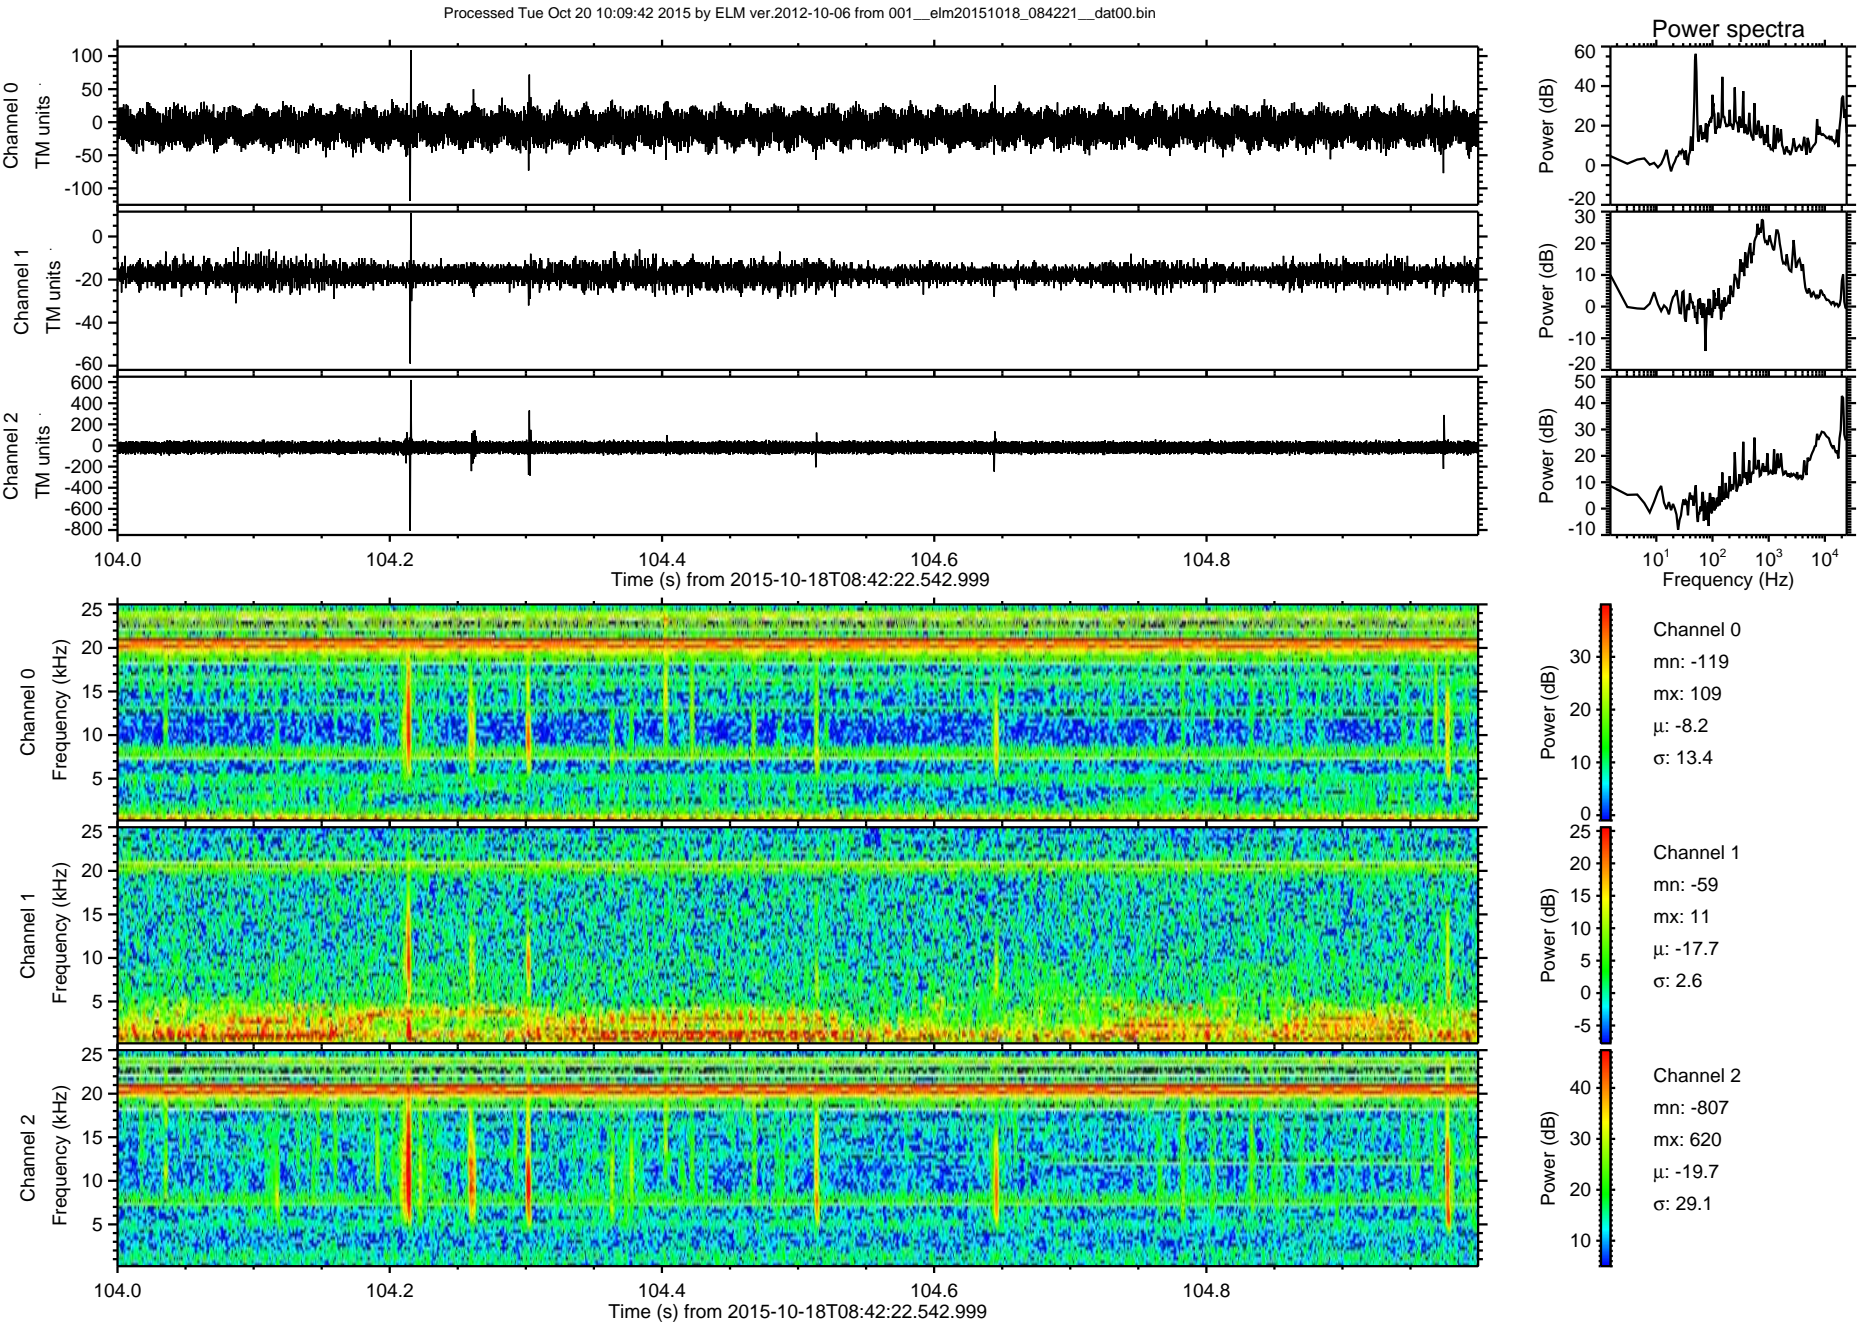 Processed Tue Oct 20 10:09:42 2015 by ELM ver.2012-10-06 from 001__elm20151018_084221__dat00.bin
Power spectra
Channel 0
TM units
100
50
0
-50
-100
Power (dB)
60
40
20
0
-20
Channel 1
TM units
0
-20
-40
-60
Power (dB)
30
20
10
0
-10
-20
Channel 2
TM units
600
400
200
0
-200
-400
-600
-800
Power (dB)
50
40
30
20
10
0
-10
104.0
104.2
104.4
104.6
104.8
Time (s) from 2015-10-18T08:42:22.542.999
10¹
10²
10³
10⁴
Frequency (Hz)
Channel 0
Frequency (kHz)
25
20
15
10
5
Power (dB)
30
20
10
0
Channel 0
mn: -119
mx: 109
μ: -8.2
σ: 13.4
Channel 1
Frequency (kHz)
25
20
15
10
5
Power (dB)
25
20
15
10
5
0
-5
Channel 1
mn: -59
mx: 11
μ: -17.7
σ: 2.6
Channel 2
Frequency (kHz)
25
20
15
10
5
Power (dB)
40
30
20
10
Channel 2
mn: -807
mx: 620
μ: -19.7
σ: 29.1
104.0
104.2
104.4
104.6
104.8
Time (s) from 2015-10-18T08:42:22.542.999